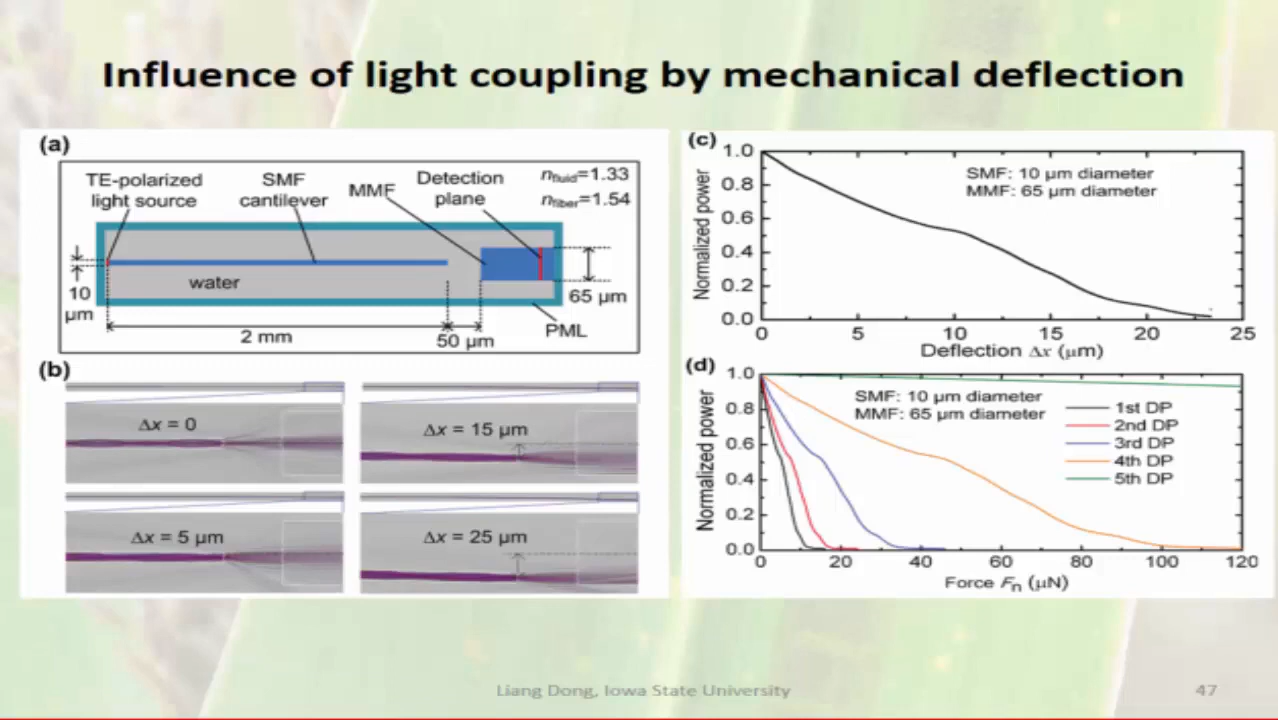 Influence of light coupling by mechanical deflection
(a)
TE-polarized
light source
SMF
cantilever
MMF
Detection
plane
nfluid=1.33
nfiber=1.54
water
10
µm
65 µm
2 mm
50 µm
PML
(b)
Δx = 0
Δx = 15 µm
Δx = 5 µm
Δx = 25 µm
(c)
Normalized power
1.0
0.8
0.6
0.4
0.2
0.0
SMF: 10 µm diameter
MMF: 65 µm diameter
0 5 10 15 20 25
Deflection Δx (µm)
(d)
Normalized power
1.0
0.8
0.6
0.4
0.2
0.0
SMF: 10 µm diameter
MMF: 65 µm diameter
1st DP
2nd DP
3rd DP
4th DP
5th DP
0 20 40 60 80 100 120
Force Fn (µN)
Liang Dong, Iowa State University
47